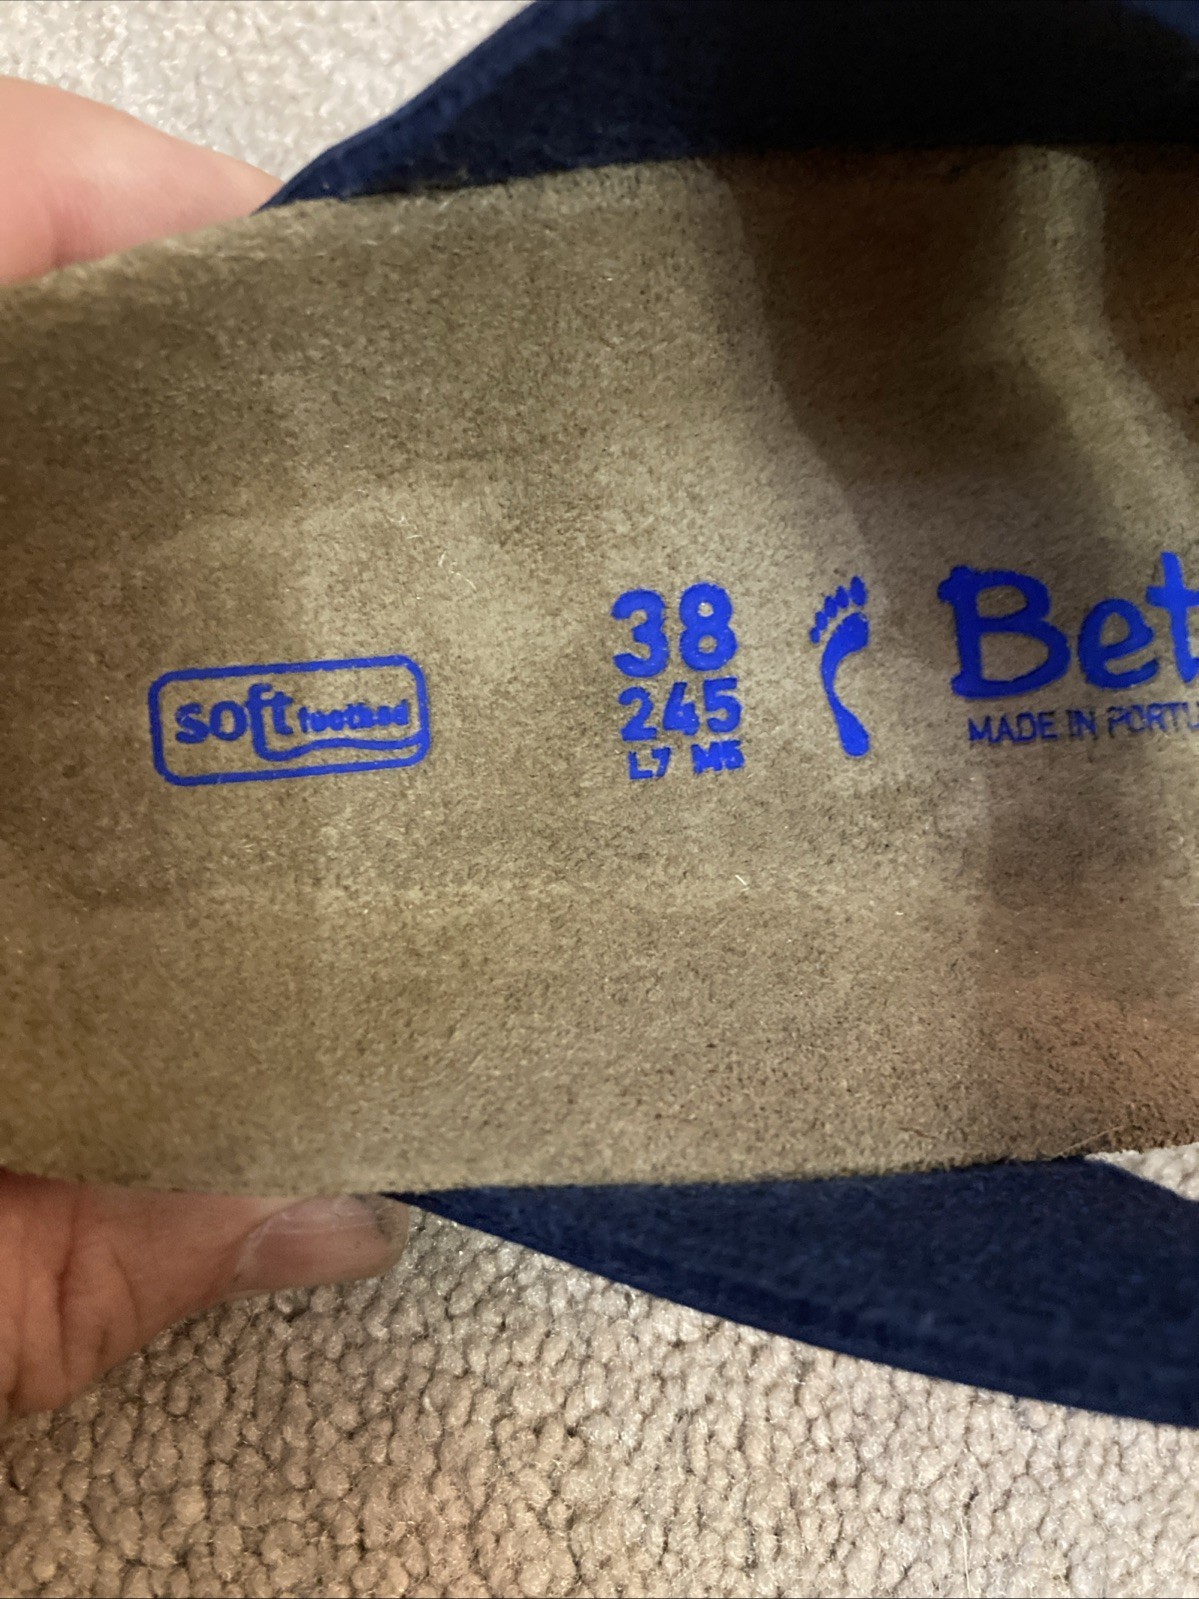 soft footbed
38
245
L7 M5
Bet
MADE IN PORTU